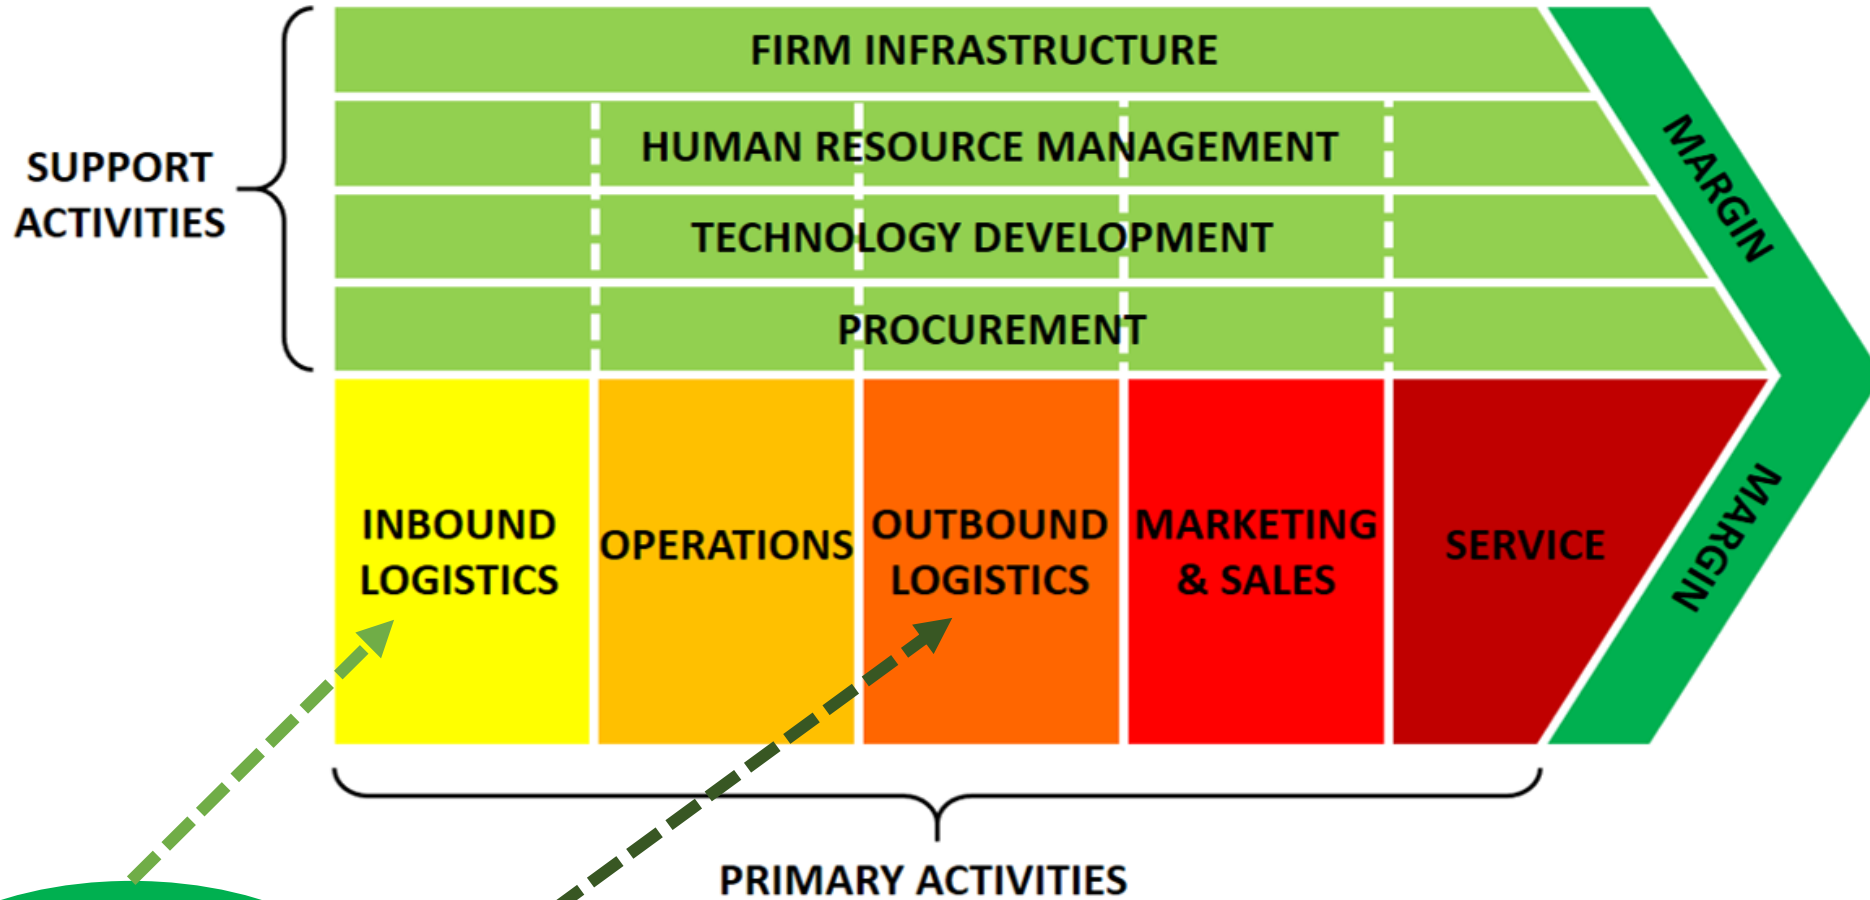 FIRM INFRASTRUCTURE
HUMAN RESOURCE MANAGEMENT
TECHNOLOGY DEVELOPMENT
PROCUREMENT
SUPPORT
ACTIVITIES
MARGIN
INBOUND
LOGISTICS
OPERATIONS
OUTBOUND
LOGISTICS
MARKETING
& SALES
SERVICE
MARGIN
PRIMARY ACTIVITIES